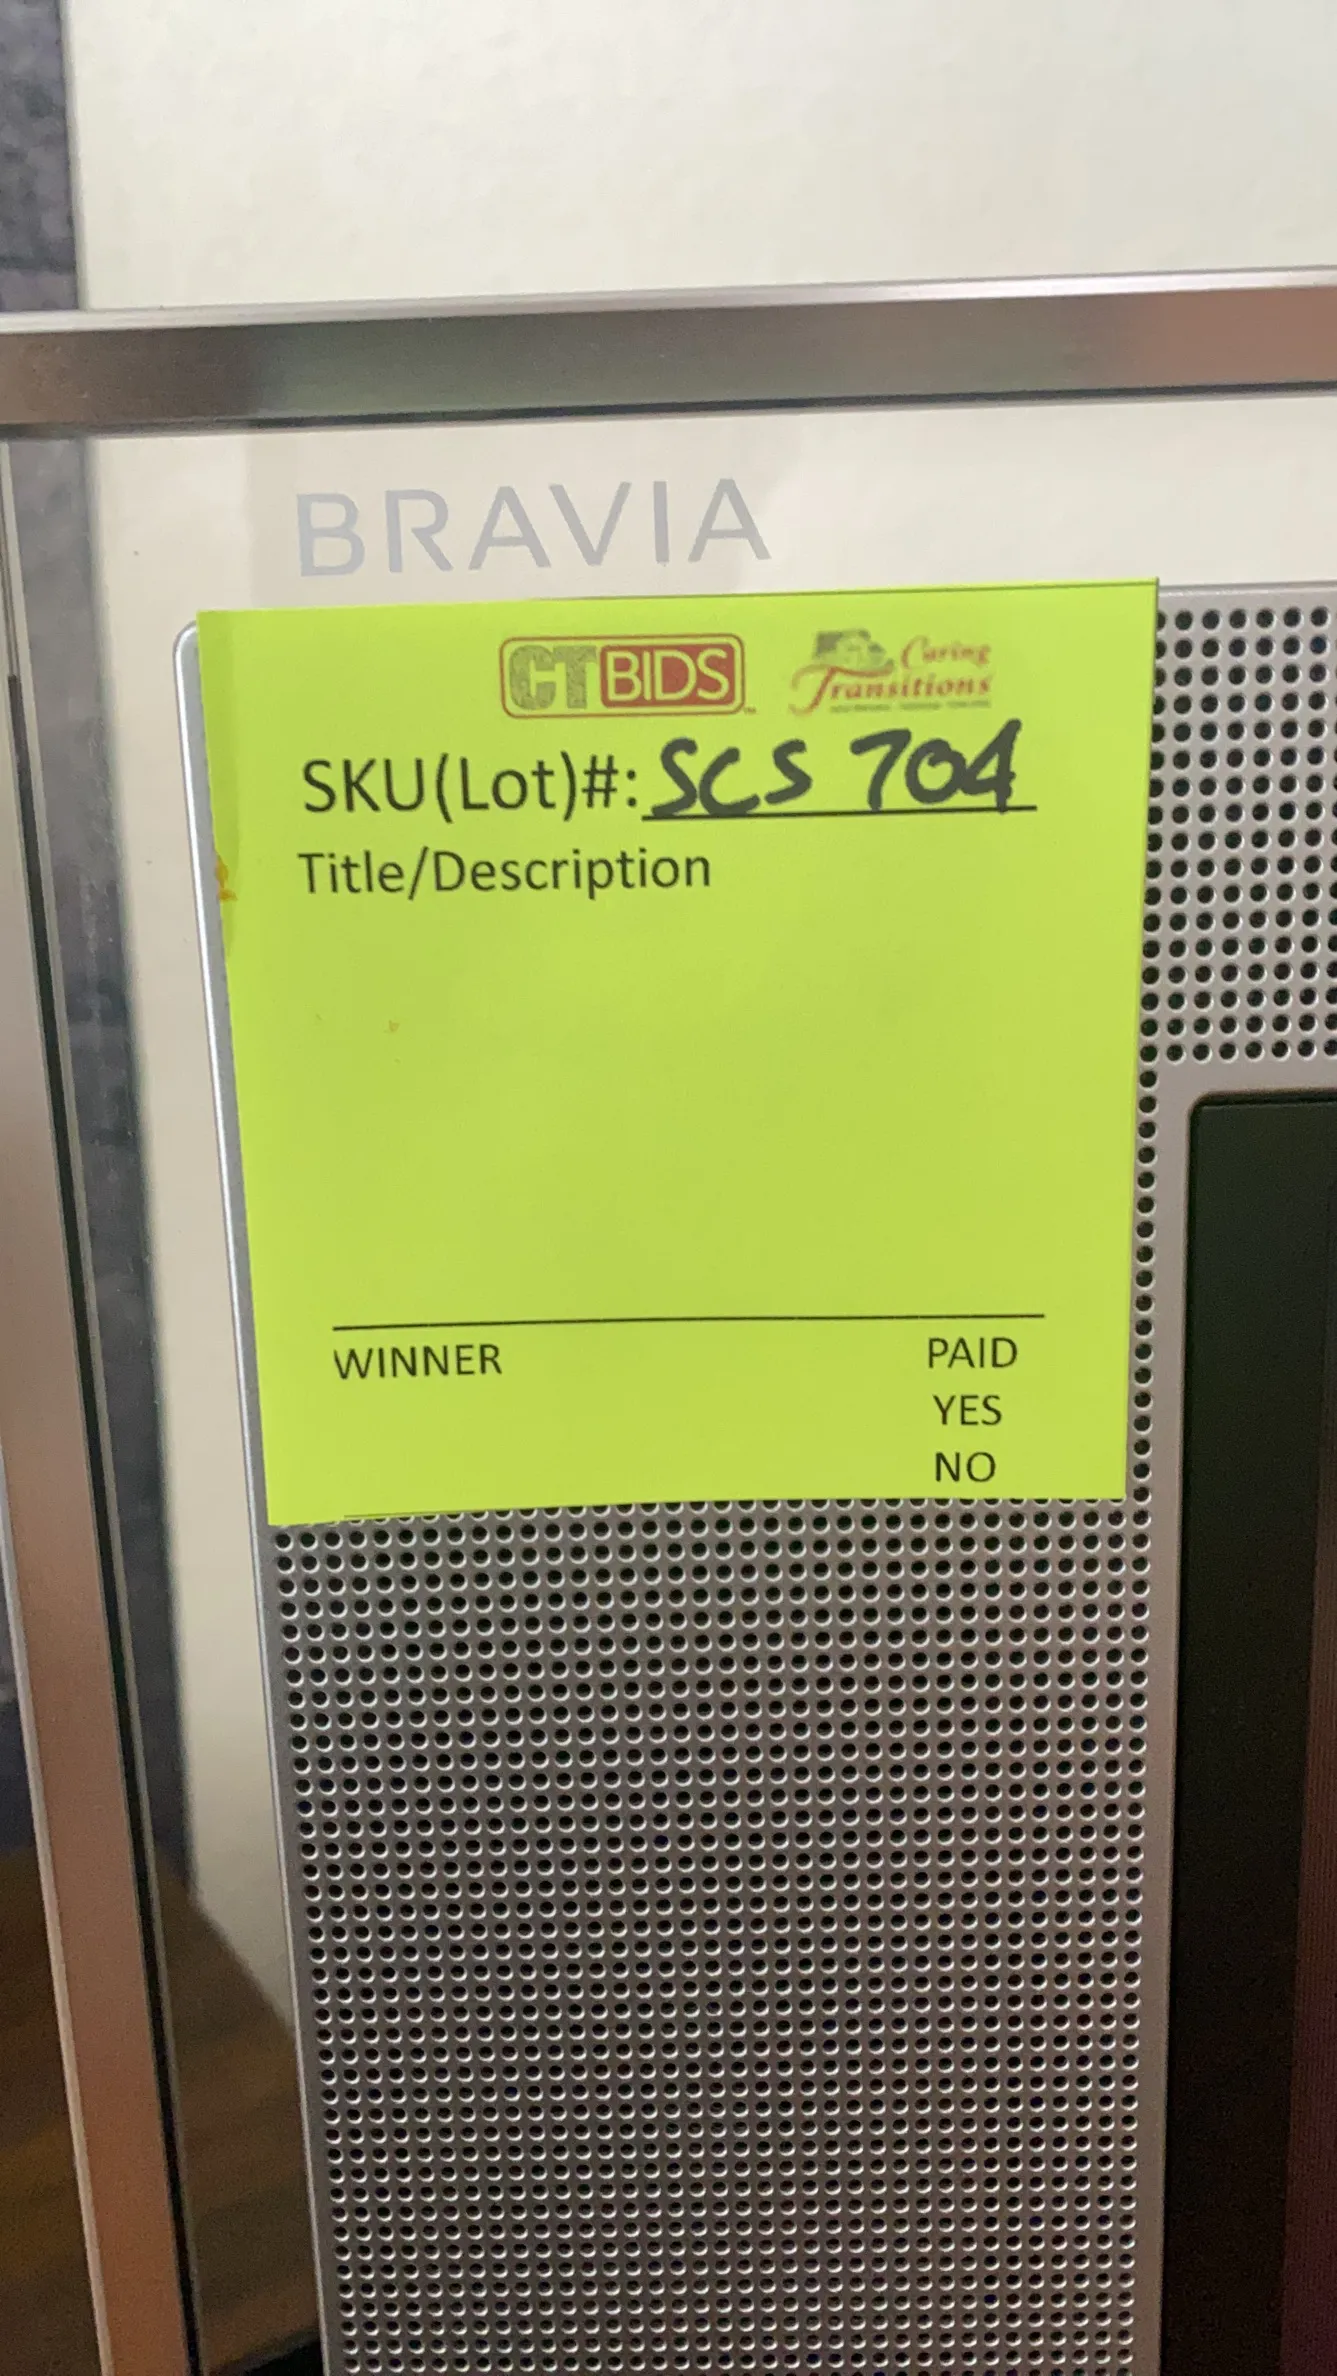 BRAVIA
CTBIDS
Caring
Transitions
SKU(Lot)#: SCS 704
Title/Description
WINNER
PAID
YES
NO